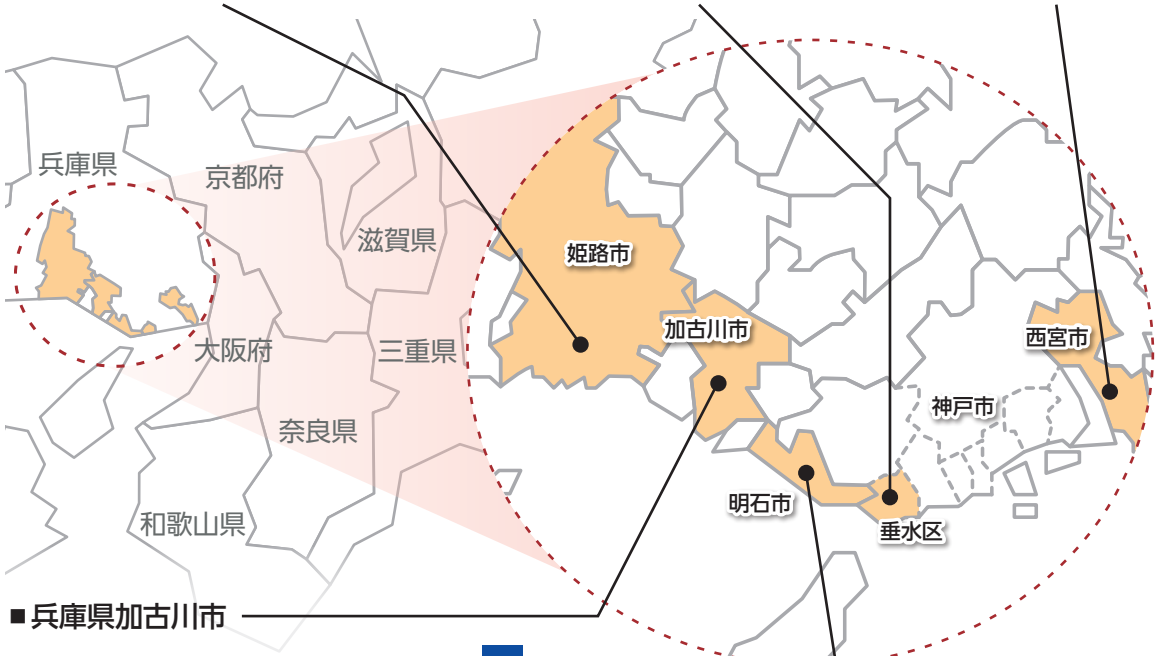 兵庫県
京都府
滋賀県
大阪府
三重県
奈良県
和歌山県
姫路市
加古川市
西宮市
神戸市
明石市
垂水区
■兵庫県加古川市